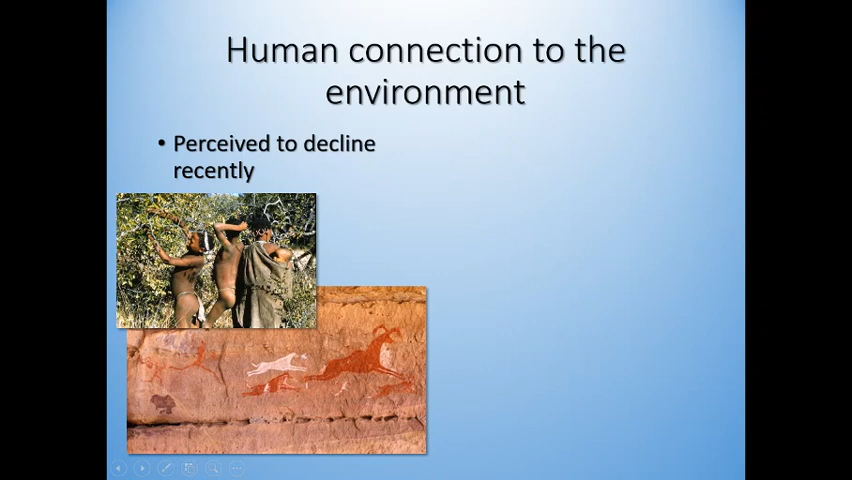 Human connection to the
environment
• Perceived to decline
recently